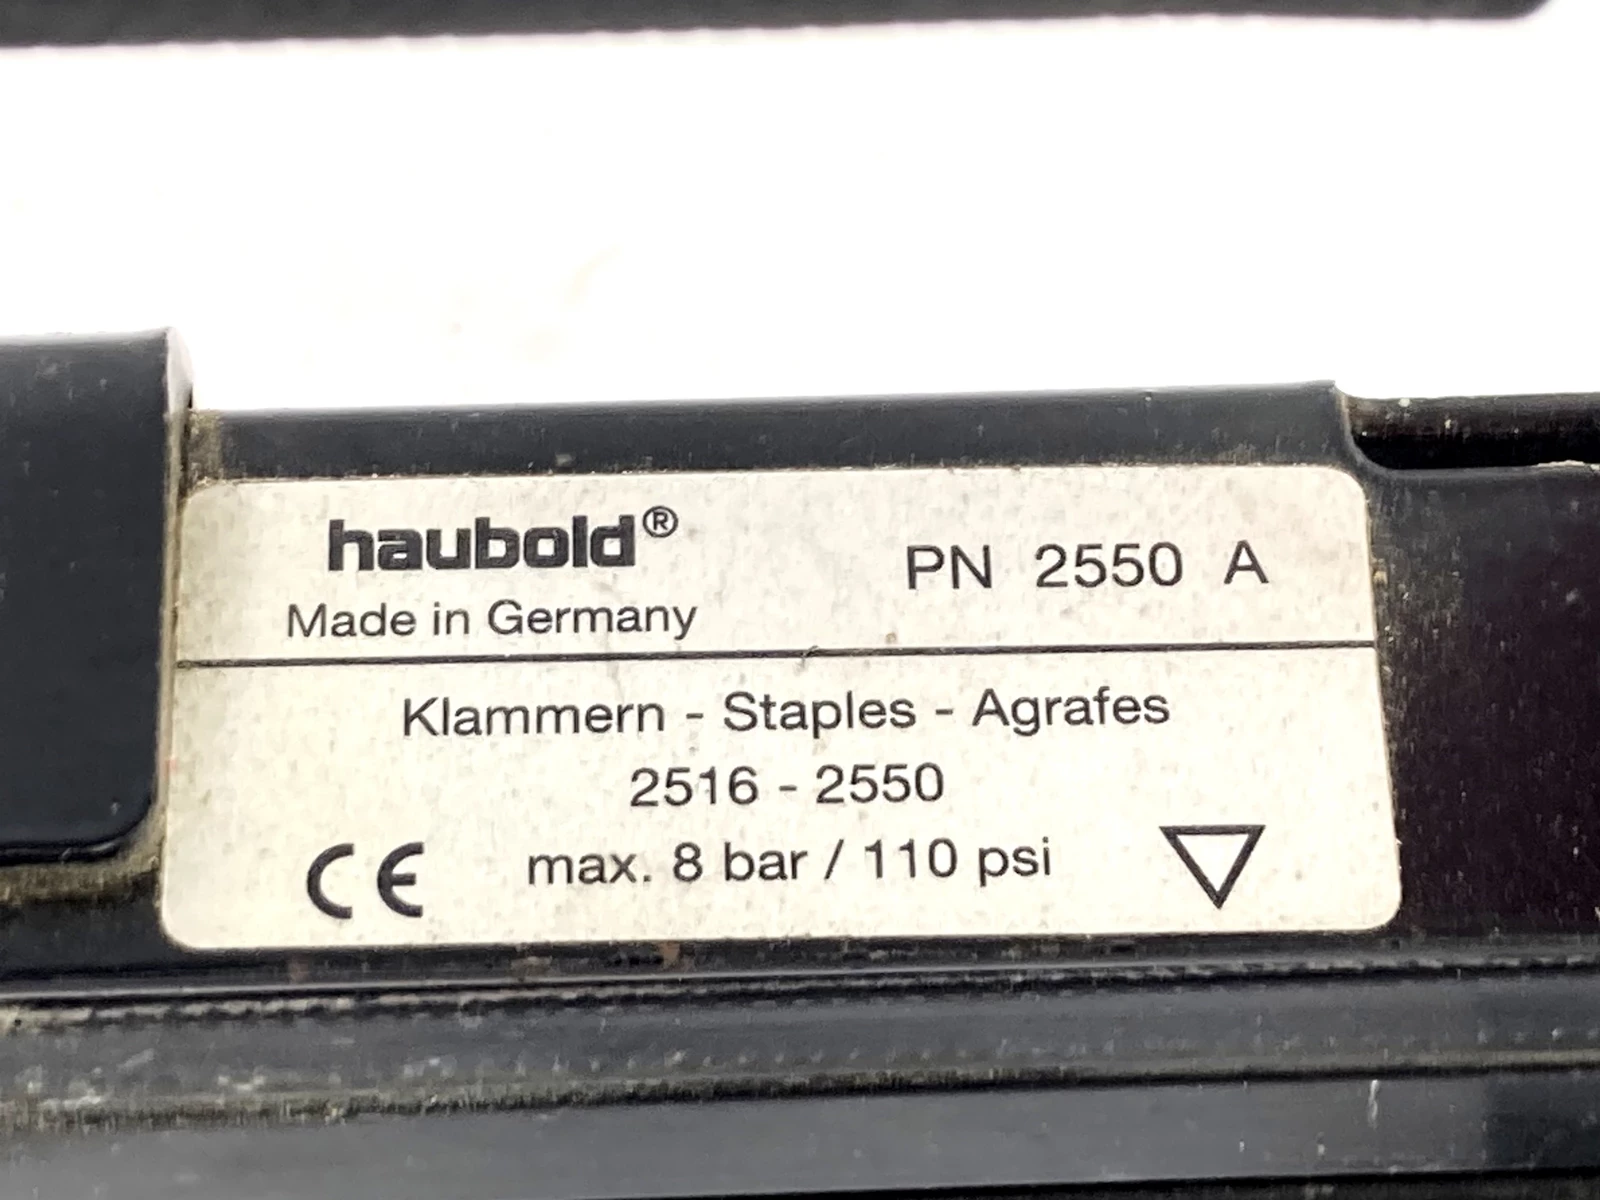 haubold®
Made in Germany
PN 2550 A
Klammern - Staples - Agrafes
2516 - 2550
CE max. 8 bar / 110 psi